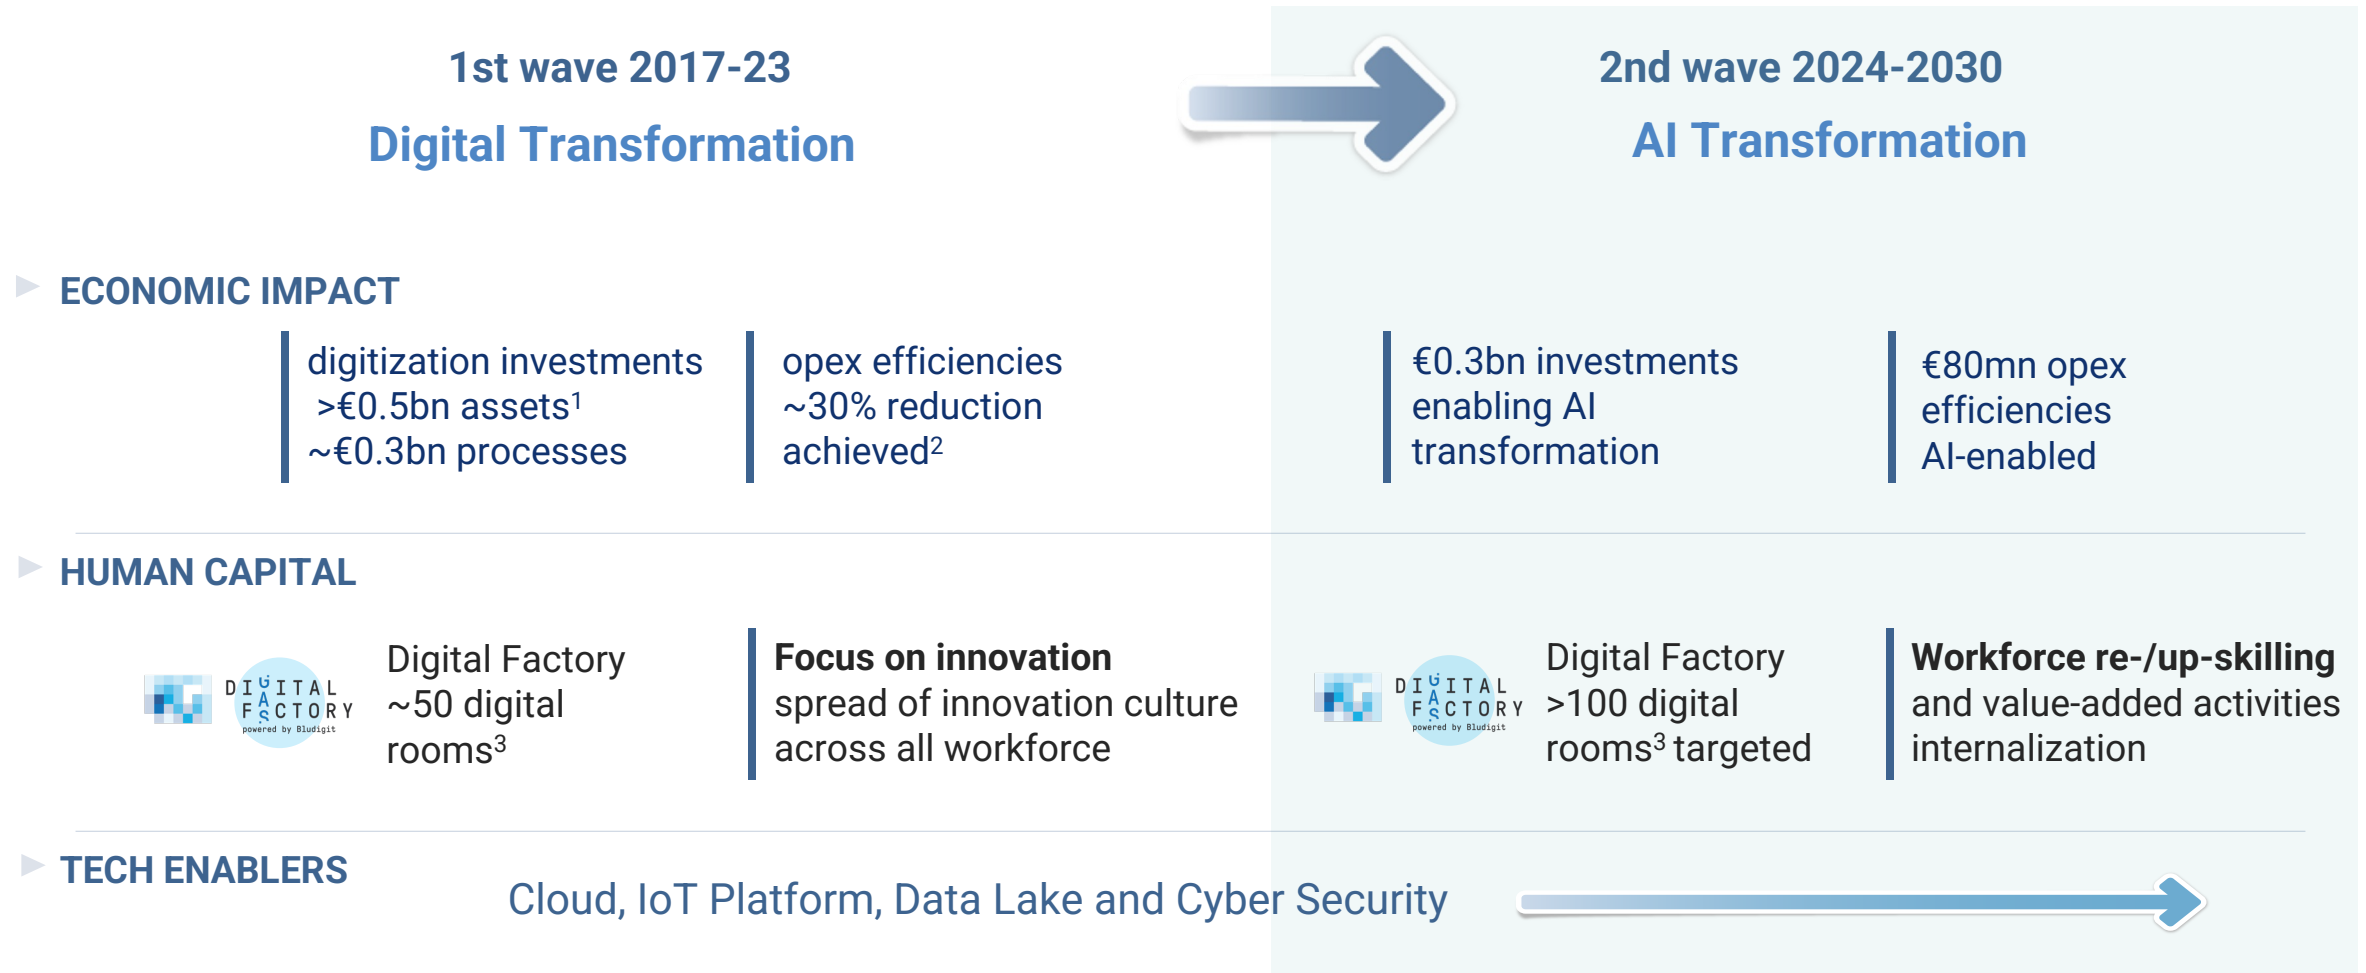 1st wave 2017-23
Digital Transformation
2nd wave 2024-2030
AI Transformation
ECONOMIC IMPACT
digitization investments
>€0.5bn assets¹
~€0.3bn processes
opex efficiencies
~30% reduction
achieved²
€0.3bn investments
enabling AI
transformation
€80mn opex
efficiencies
AI-enabled
HUMAN CAPITAL
DIGITAL
GAS
FACTORY
powered by Bludigit
Digital Factory
~50 digital
rooms³
Focus on innovation
spread of innovation culture
across all workforce
DIGITAL
GAS
FACTORY
powered by Bludigit
Digital Factory
>100 digital
rooms³ targeted
Workforce re-/up-skilling
and value-added activities
internalization
TECH ENABLERS
Cloud, IoT Platform, Data Lake and Cyber Security